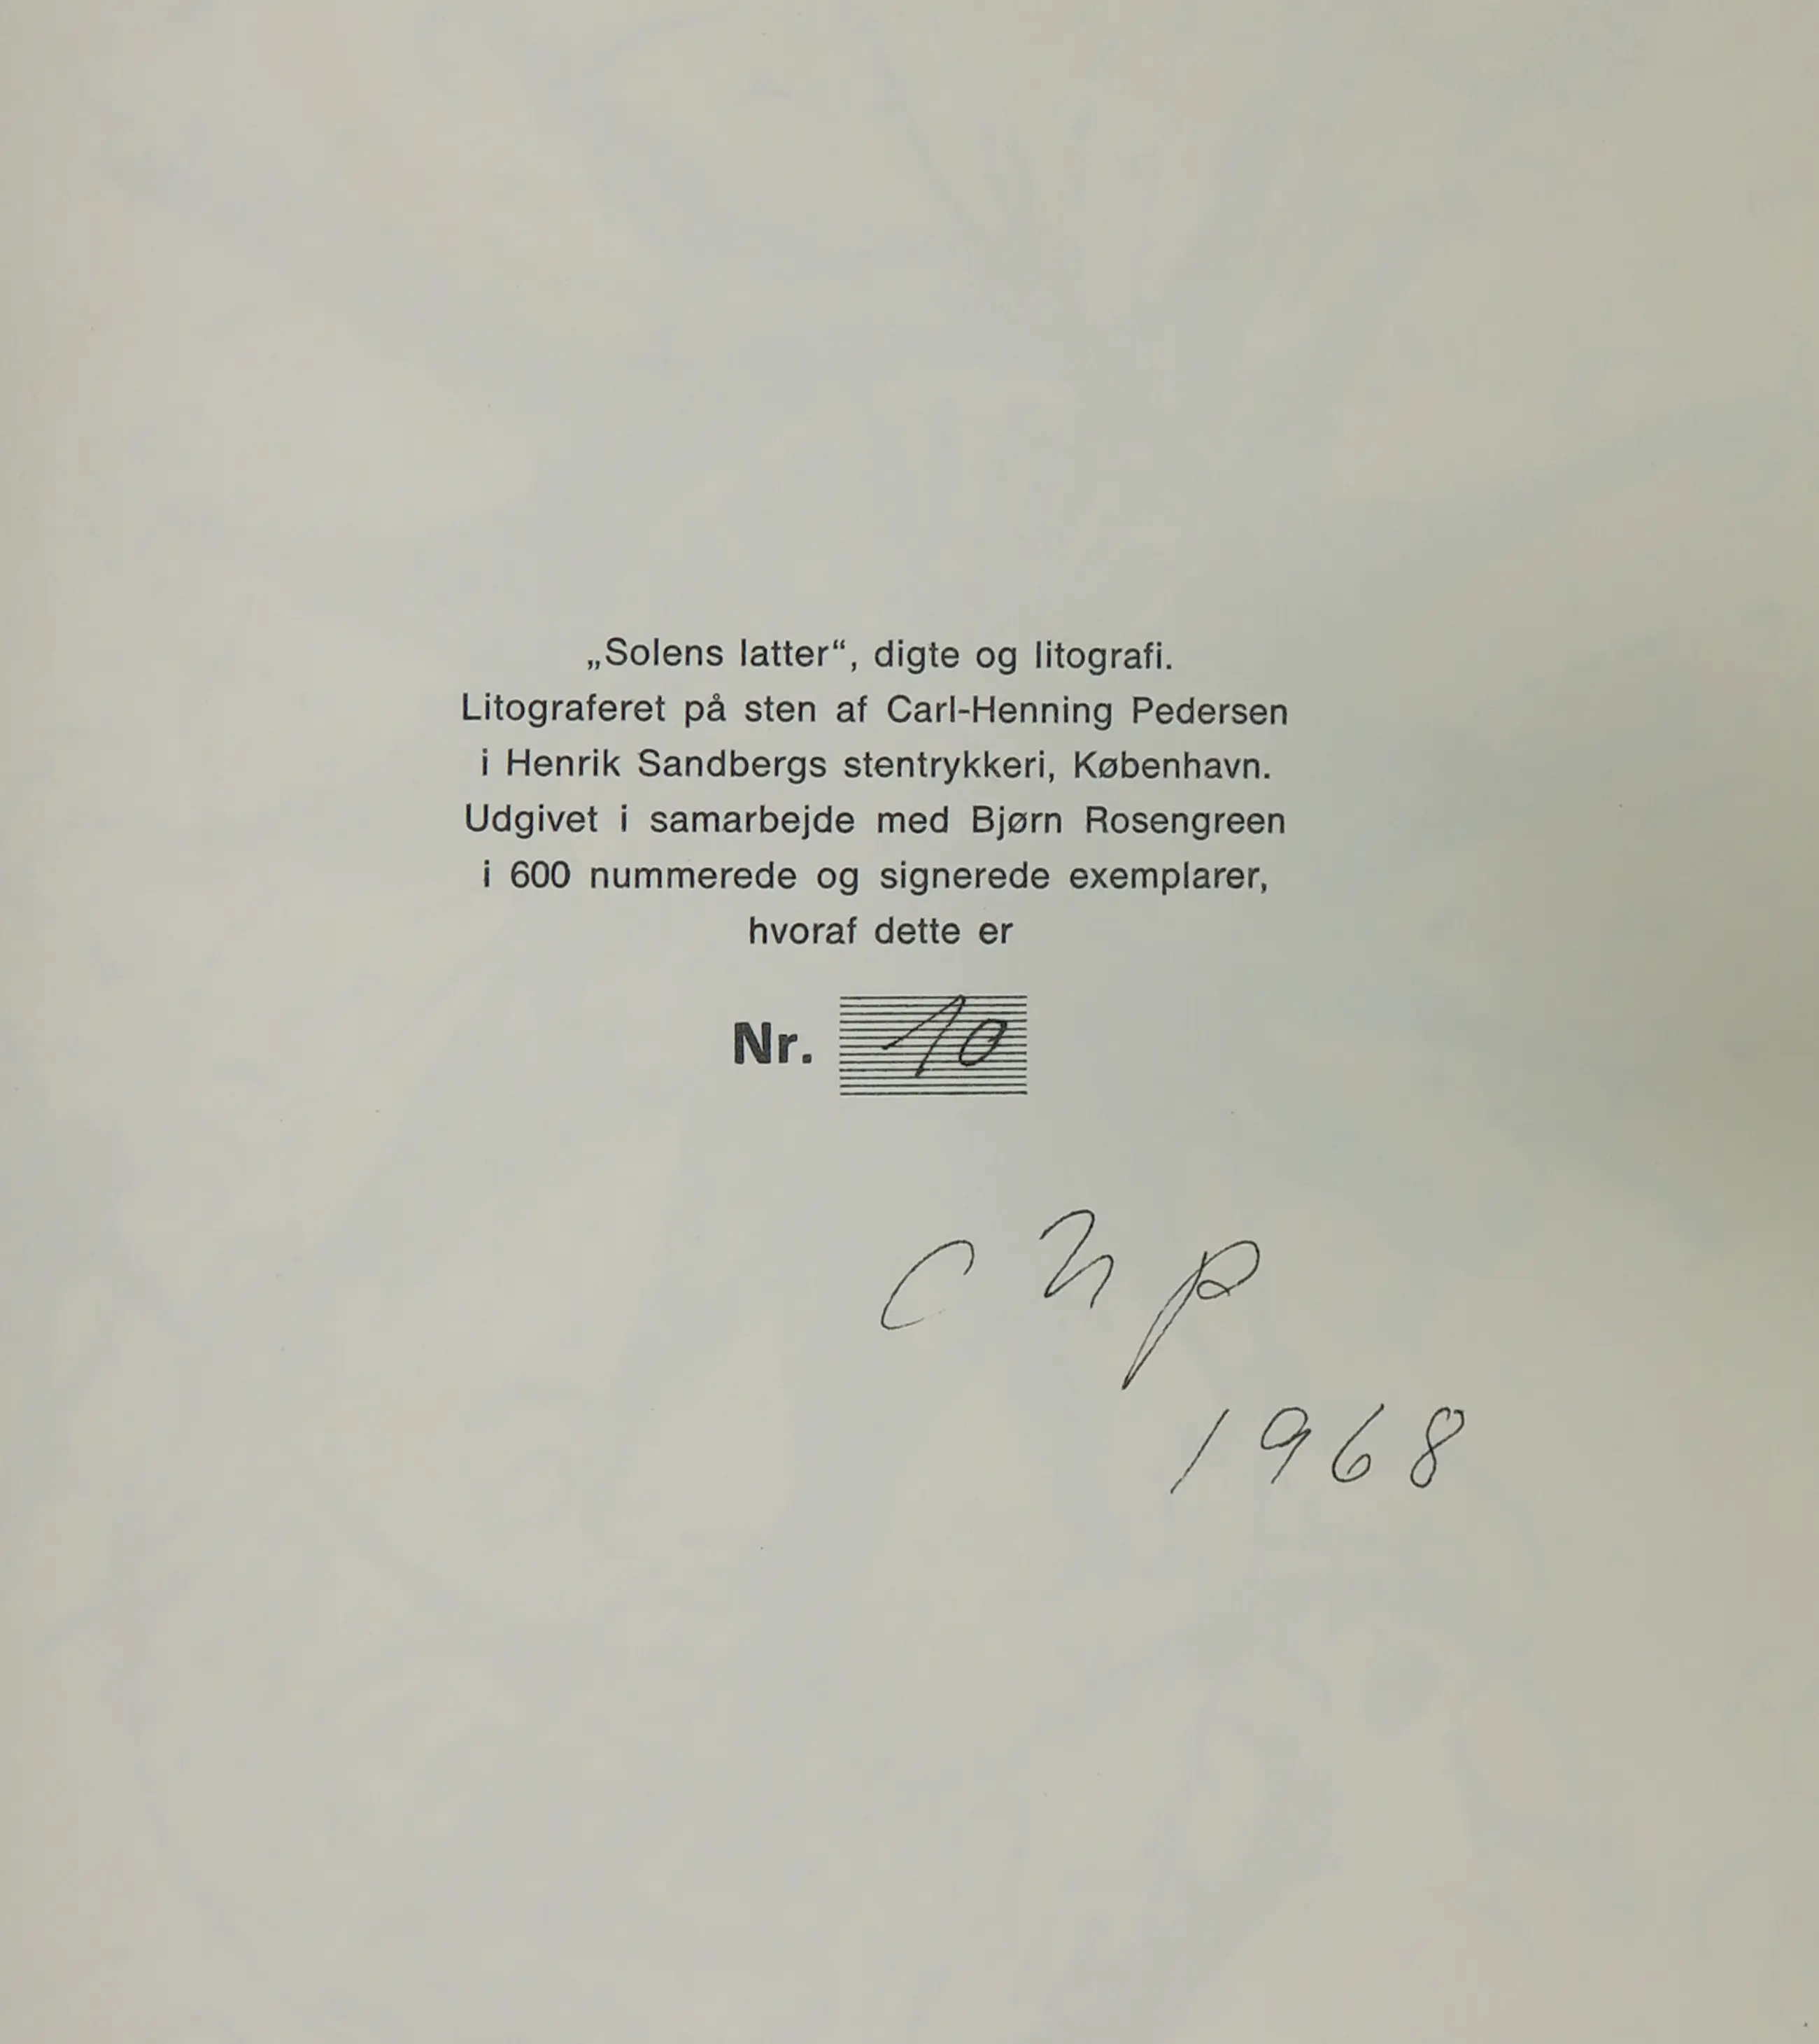 „Solens latter“, digte og litografi.
Litograferet på sten af Carl-Henning Pedersen
i Henrik Sandbergs stentrykkeri, København.
Udgivet i samarbejde med Bjørn Rosengreen
i 600 nummerede og signerede exemplarer,
hvoraf dette er
Nr. 10
c h p
1968